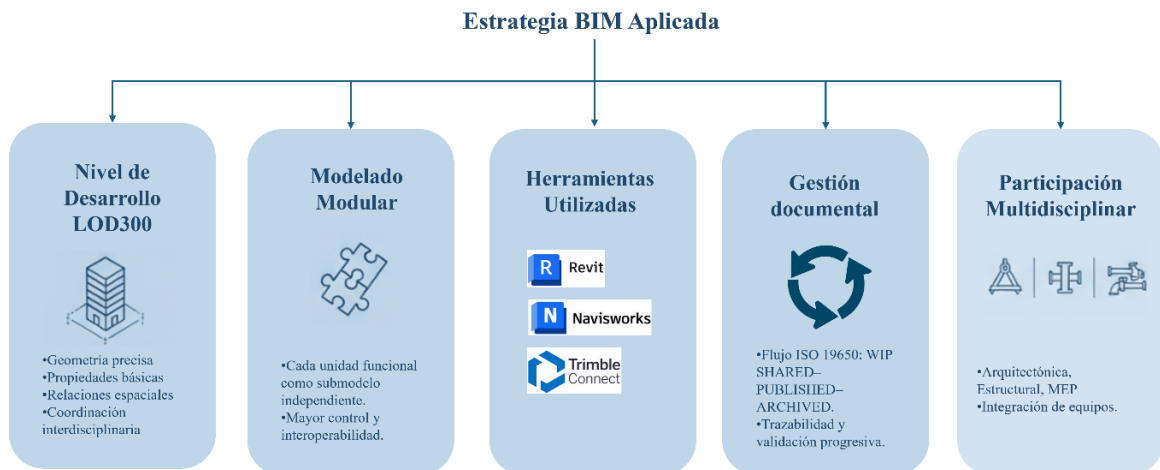 Estrategia BIM Aplicada
Nivel de
Desarrollo
LOD300
•Geometría precisa
•Propiedades básicas
•Relaciones espaciales
•Coordinación
interdisciplinaria
Modelado
Modular
•Cada unidad funcional
como submodelo
independiente.
•Mayor control y
interoperabilidad.
Herramientas
Utilizadas
R Revit
N Navisworks
Trimble
Connect
Gestión
documental
•Flujo ISO 19650: WIP
SHARED–
PUBLISHED–
ARCHIVED.
•Trazabilidad y
validación progresiva.
Participación
Multidisciplinar
•Arquitectónica,
Estructural, MEP
•Integración de equipos.